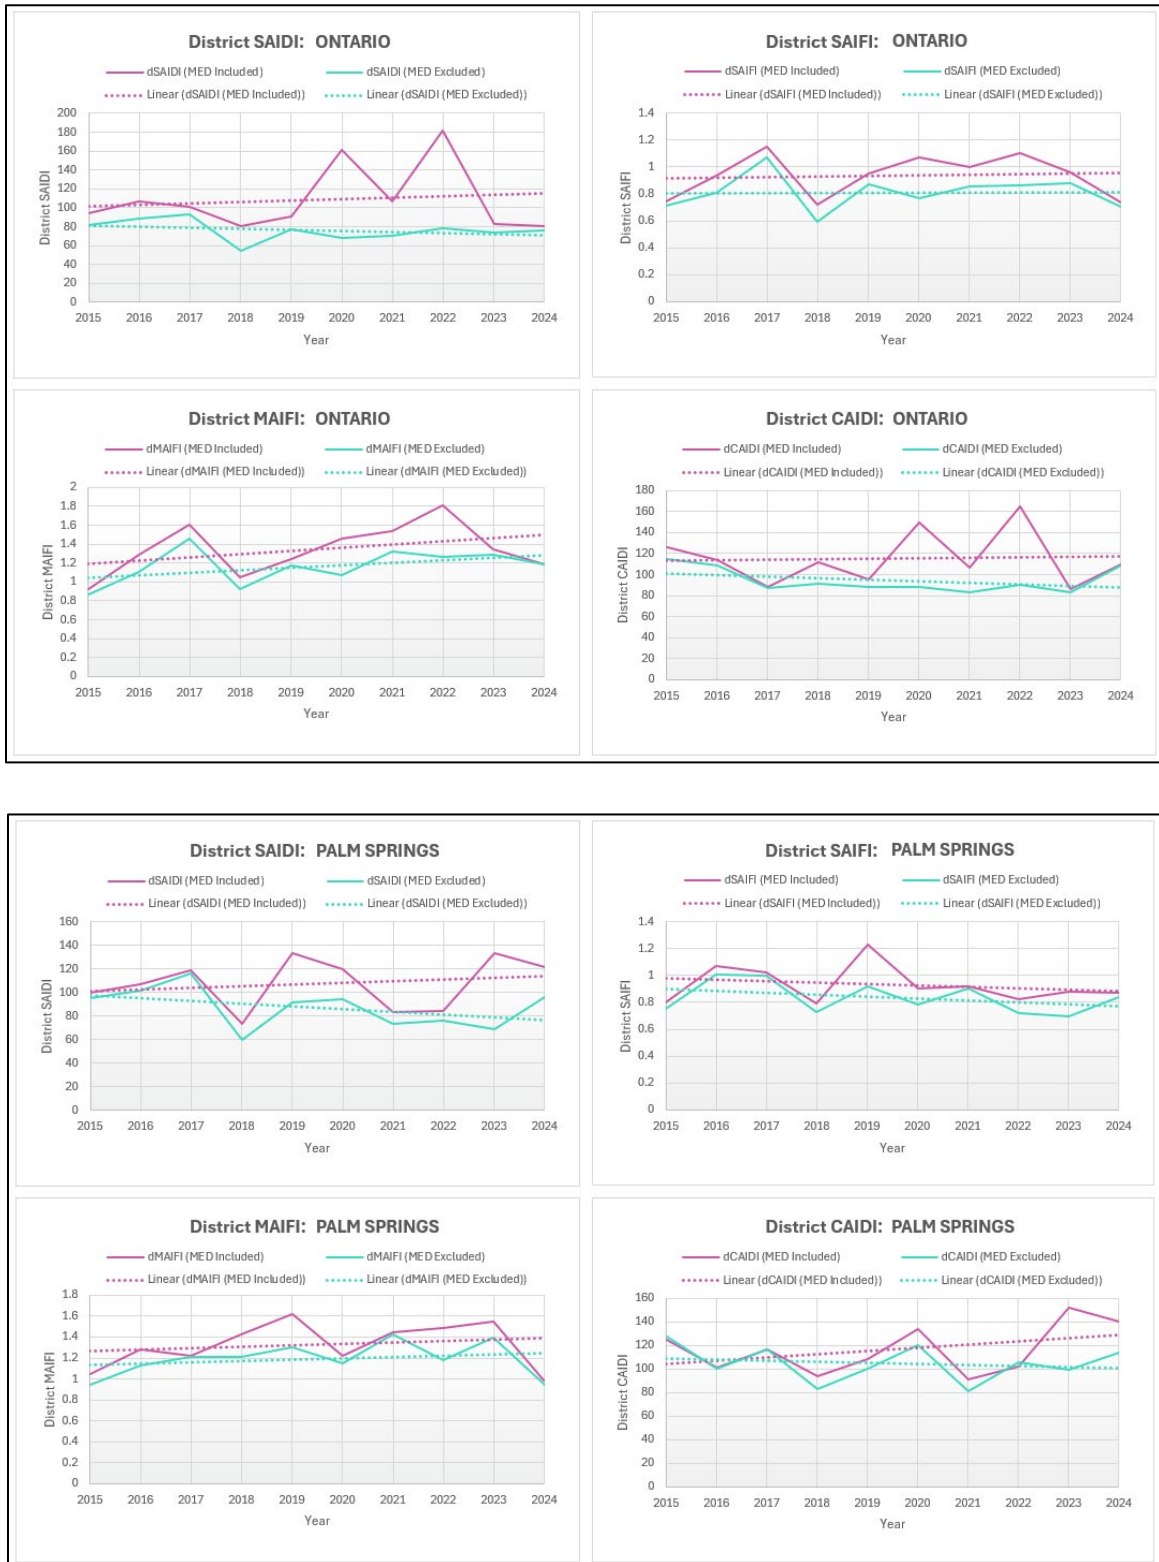 District SAIDI: ONTARIO
dSAIDI (MED Included)
dSAIDI (MED Excluded)
Linear (dSAIDI (MED Included))
Linear (dSAIDI (MED Excluded))
200
180
160
140
120
100
80
60
40
20
0
District SAIDI
2015 2016 2017 2018 2019 2020 2021 2022 2023 2024
Year
District SAIFI: ONTARIO
dSAIFI (MED Included)
dSAIFI (MED Excluded)
Linear (dSAIFI (MED Included))
Linear (dSAIFI (MED Excluded))
1.4
1.2
1
0.8
0.6
0.4
0.2
0
District SAIFI
2015 2016 2017 2018 2019 2020 2021 2022 2023 2024
Year
District MAIFI: ONTARIO
dMAIFI (MED Included)
dMAIFI (MED Excluded)
Linear (dMAIFI (MED Included))
Linear (dMAIFI (MED Excluded))
2
1.8
1.6
1.4
1.2
1
0.8
0.6
0.4
0.2
0
District MAIFI
2015 2016 2017 2018 2019 2020 2021 2022 2023 2024
Year
District CAIDI: ONTARIO
dCAIDI (MED Included)
dCAIDI (MED Excluded)
Linear (dCAIDI (MED Included))
Linear (dCAIDI (MED Excluded))
180
160
140
120
100
80
60
40
20
0
District CAIDI
2015 2016 2017 2018 2019 2020 2021 2022 2023 2024
Year
District SAIDI: PALM SPRINGS
dSAIDI (MED Included)
dSAIDI (MED Excluded)
Linear (dSAIDI (MED Included))
Linear (dSAIDI (MED Excluded))
160
140
120
100
80
60
40
20
0
District SAIDI
2015 2016 2017 2018 2019 2020 2021 2022 2023 2024
Year
District SAIFI: PALM SPRINGS
dSAIFI (MED Included)
dSAIFI (MED Excluded)
Linear (dSAIFI (MED Included))
Linear (dSAIFI (MED Excluded))
1.4
1.2
1
0.8
0.6
0.4
0.2
0
District SAIFI
2015 2016 2017 2018 2019 2020 2021 2022 2023 2024
Year
District MAIFI: PALM SPRINGS
dMAIFI (MED Included)
dMAIFI (MED Excluded)
Linear (dMAIFI (MED Included))
Linear (dMAIFI (MED Excluded))
1.8
1.6
1.4
1.2
1
0.8
0.6
0.4
0.2
0
District MAIFI
2015 2016 2017 2018 2019 2020 2021 2022 2023 2024
Year
District CAIDI: PALM SPRINGS
dCAIDI (MED Included)
dCAIDI (MED Excluded)
Linear (dCAIDI (MED Included))
Linear (dCAIDI (MED Excluded))
160
140
120
100
80
60
40
20
0
District CAIDI
2015 2016 2017 2018 2019 2020 2021 2022 2023 2024
Year